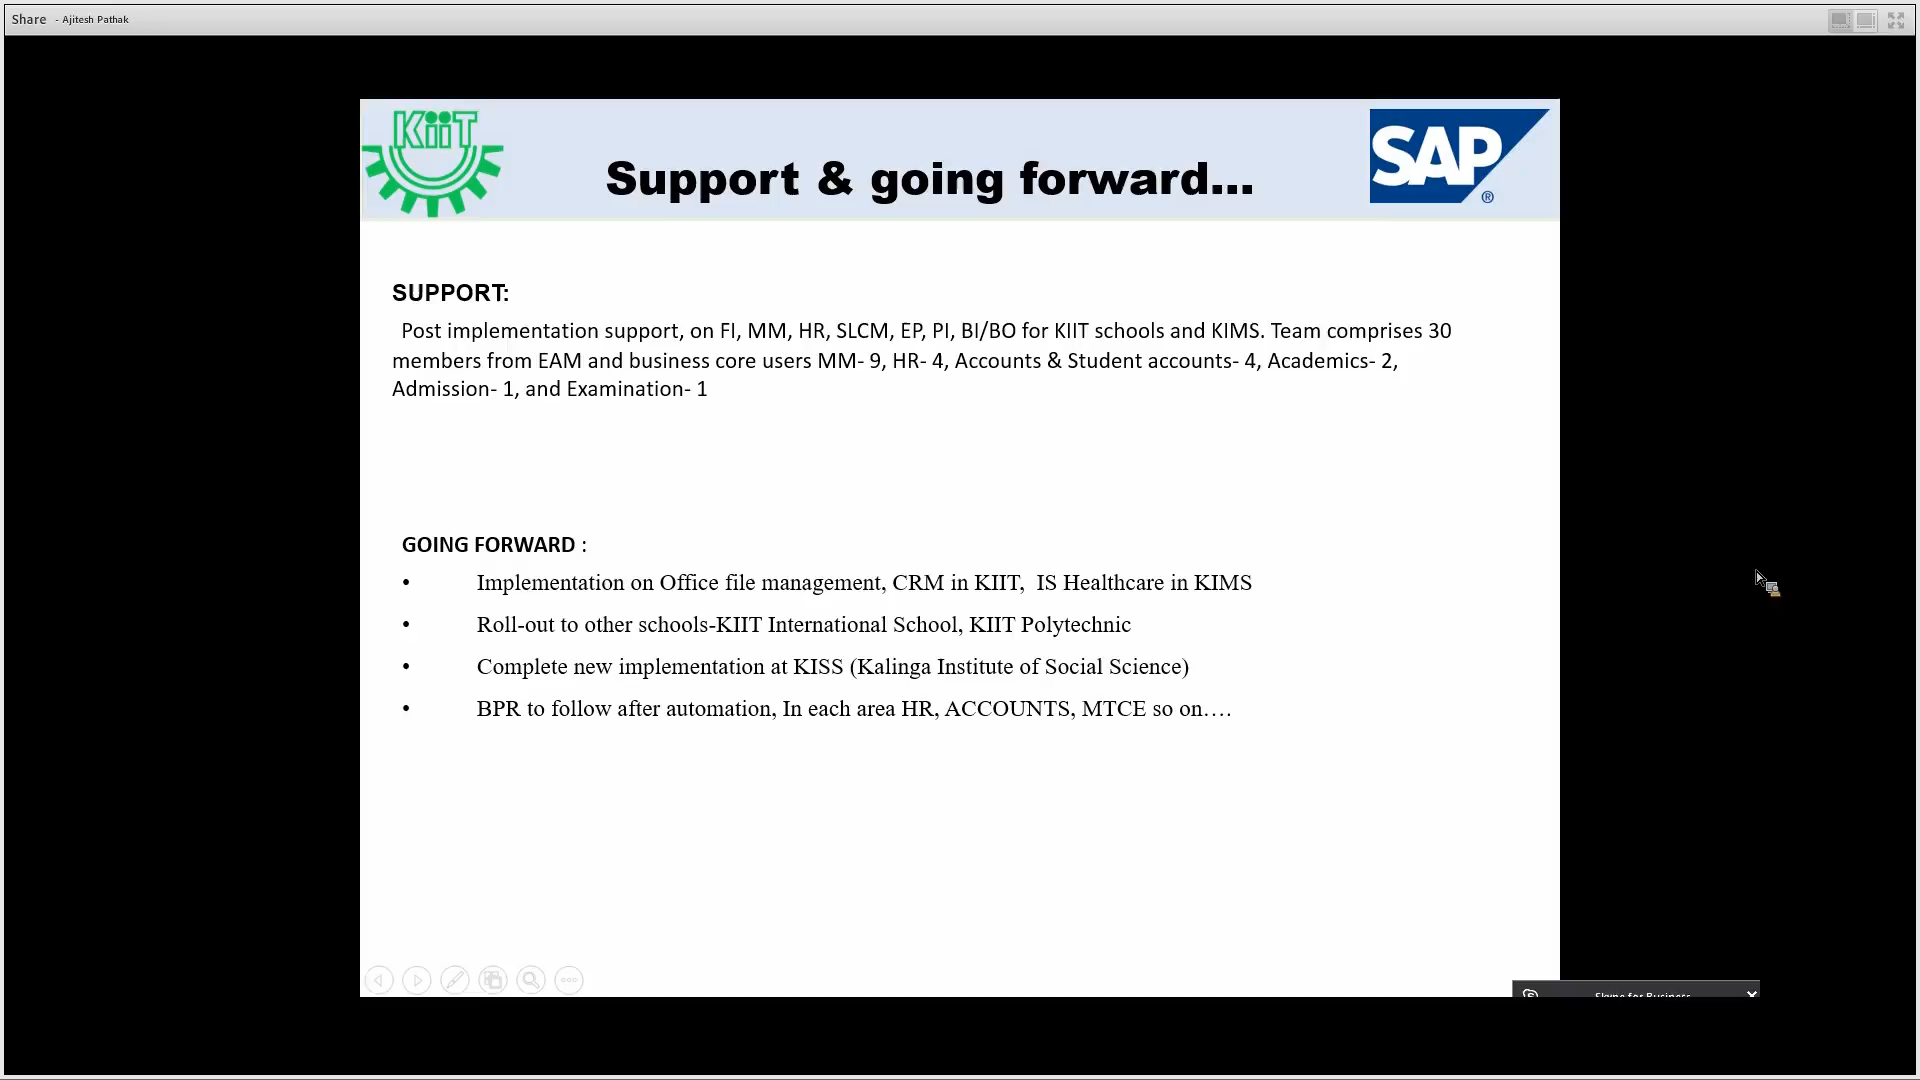 Share - Ajitesh Pathak
KiiT
Support & going forward...
SAP
®
SUPPORT:
Post implementation support, on FI, MM, HR, SLCM, EP, PI, BI/BO for KIIT schools and KIMS. Team comprises 30
members from EAM and business core users MM- 9, HR- 4, Accounts & Student accounts- 4, Academics- 2,
Admission- 1, and Examination- 1
GOING FORWARD :
• Implementation on Office file management, CRM in KIIT, IS Healthcare in KIMS
• Roll-out to other schools-KIIT International School, KIIT Polytechnic
• Complete new implementation at KISS (Kalinga Institute of Social Science)
• BPR to follow after automation, In each area HR, ACCOUNTS, MTCE so on….
Skype for Business